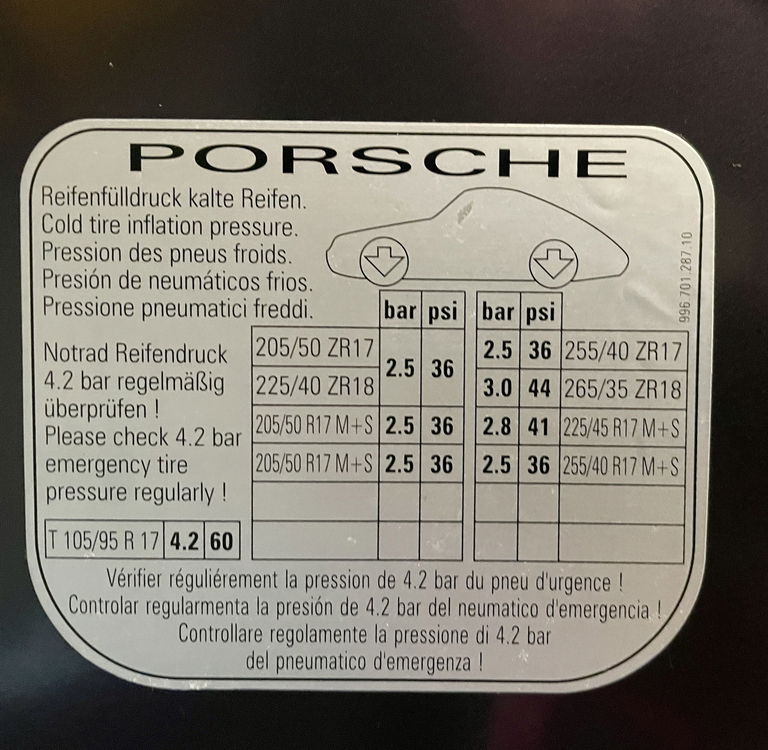 PORSCHE
Reifenfülldruck kalte Reifen.
Cold tire inflation pressure.
Pression des pneus froids.
Presión de neumáticos frios.
Pressione pneumatici freddi.
996.701.287.10
bar psi bar psi
Notrad Reifendruck
4.2 bar regelmäßig
überprüfen !
Please check 4.2 bar
emergency tire
pressure regularly !
T 105/95 R 17 4.2 60
205/50 ZR17 2.5 36 2.5 36 255/40 ZR17
225/40 ZR18 3.0 44 265/35 ZR18
205/50 R17 M+S 2.5 36 2.8 41 225/45 R17 M+S
205/50 R17 M+S 2.5 36 2.5 36 255/40 R17 M+S
Vérifier réguliérement la pression de 4.2 bar du pneu d'urgence !
Controlar regularmenta la presión de 4.2 bar del neumatico d'emergencia !
Controllare regolamente la pressione di 4.2 bar
del pneumatico d'emergenza !